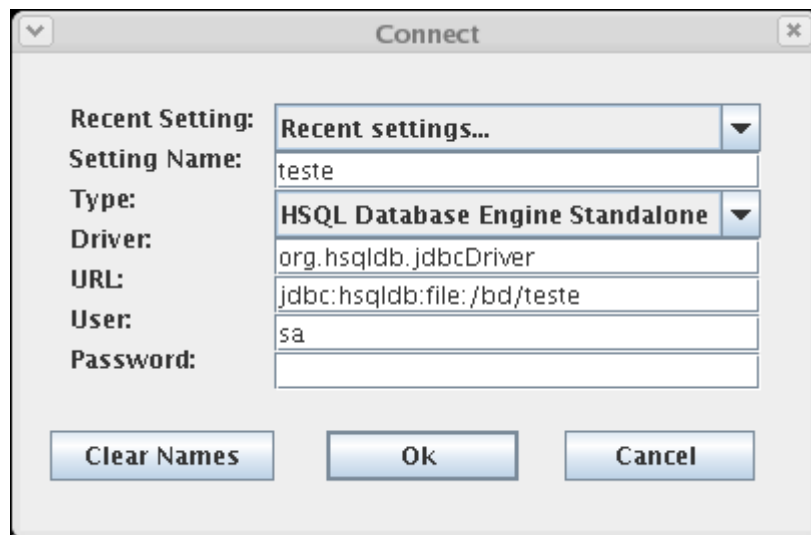 Connect
Recent Setting: Recent settings...
Setting Name: teste
Type: HSQL Database Engine Standalone
Driver: org.hsqldb.jdbcDriver
URL: jdbc:hsqldb:file:/bd/teste
User: sa
Password:
Clear Names Ok Cancel